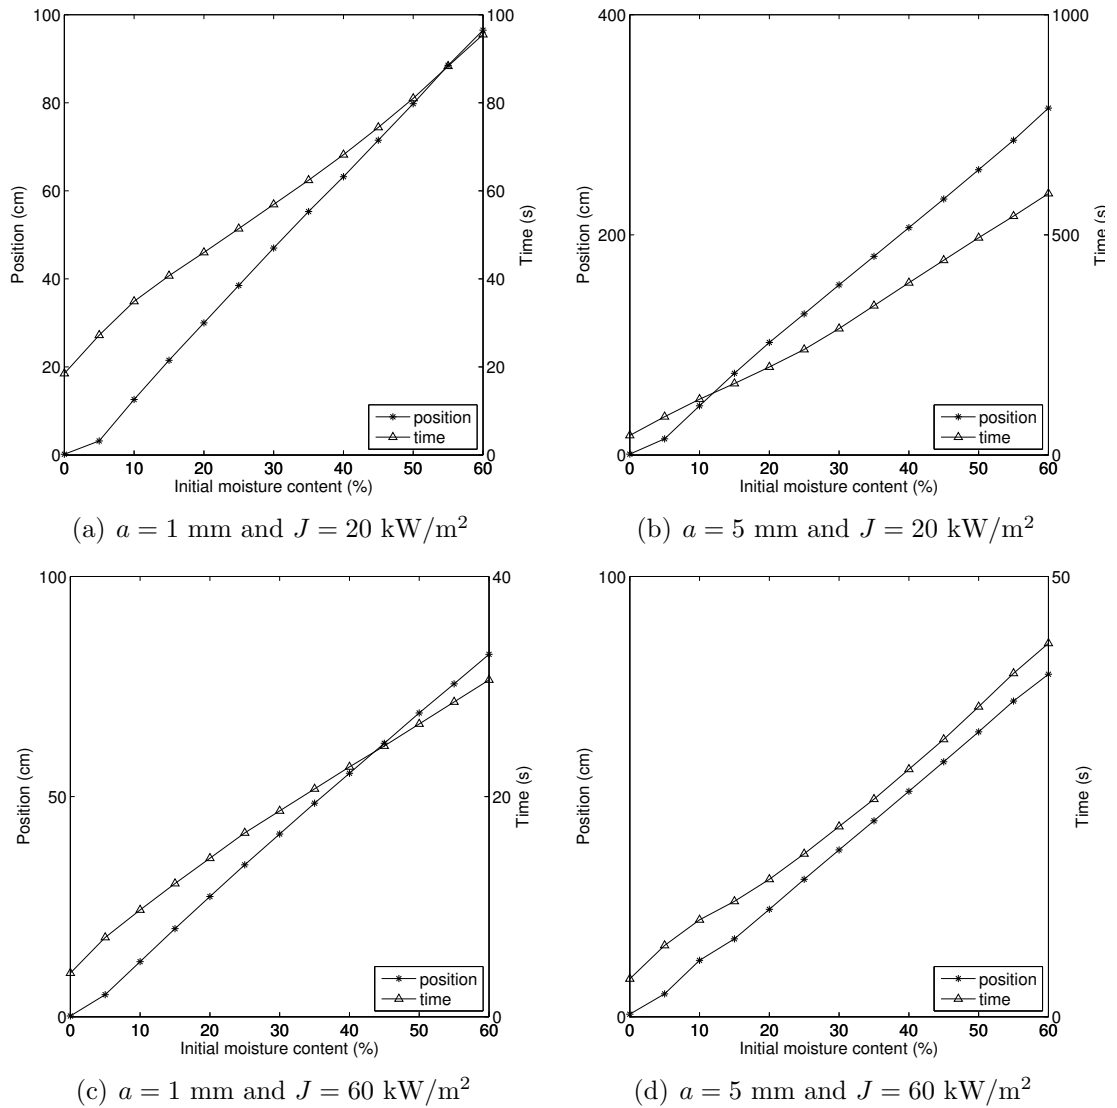 100
80
60
40
20
0
Position (cm)
100
80
60
40
20
0
Time (s)
0 10 20 30 40 50 60
Initial moisture content (%)
position
time
(a) a = 1 mm and J = 20 kW/m²
400
200
0
Position (cm)
1000
500
0
Time (s)
0 10 20 30 40 50 60
Initial moisture content (%)
position
time
(b) a = 5 mm and J = 20 kW/m²
100
50
0
Position (cm)
40
20
0
Time (s)
0 10 20 30 40 50 60
Initial moisture content (%)
position
time
(c) a = 1 mm and J = 60 kW/m²
100
50
0
Position (cm)
50
0
Time (s)
0 10 20 30 40 50 60
Initial moisture content (%)
position
time
(d) a = 5 mm and J = 60 kW/m²